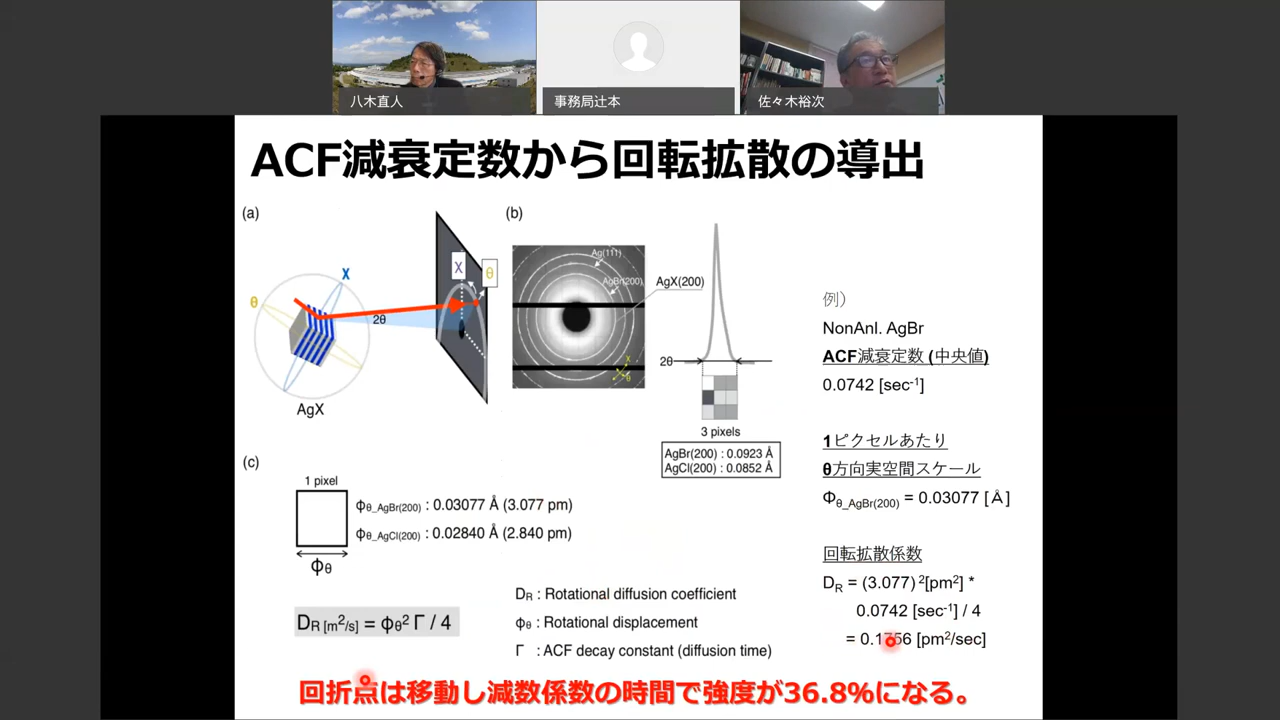 八木直人
事務局辻本
佐々木裕次
ACF減衰定数から回転拡散の導出
(a)
χ
θ
χ
θ
2θ
AgX
(b)
Ag(111)
AgBr(200)
AgX(200)
χ
θ
2θ
3 pixels
AgBr(200) : 0.0923 Å
AgCl(200) : 0.0852 Å
(c)
1 pixel
ϕθ_AgBr(200) : 0.03077 Å (3.077 pm)
ϕθ_AgCl(200) : 0.02840 Å (2.840 pm)
ϕθ
DR [m²/s] = ϕθ² Γ / 4
DR : Rotational diffusion coefficient
ϕθ : Rotational displacement
Γ : ACF decay constant (diffusion time)
例）
NonAnl. AgBr
ACF減衰定数 (中央値)
0.0742 [sec⁻¹]
1ピクセルあたり
θ方向実空間スケール
Φθ_AgBr(200) = 0.03077 [Å]
回転拡散係数
DR = (3.077) ²[pm²] *
0.0742 [sec⁻¹] / 4
= 0.1756 [pm²/sec]
回折点は移動し減数係数の時間で強度が36.8%になる。